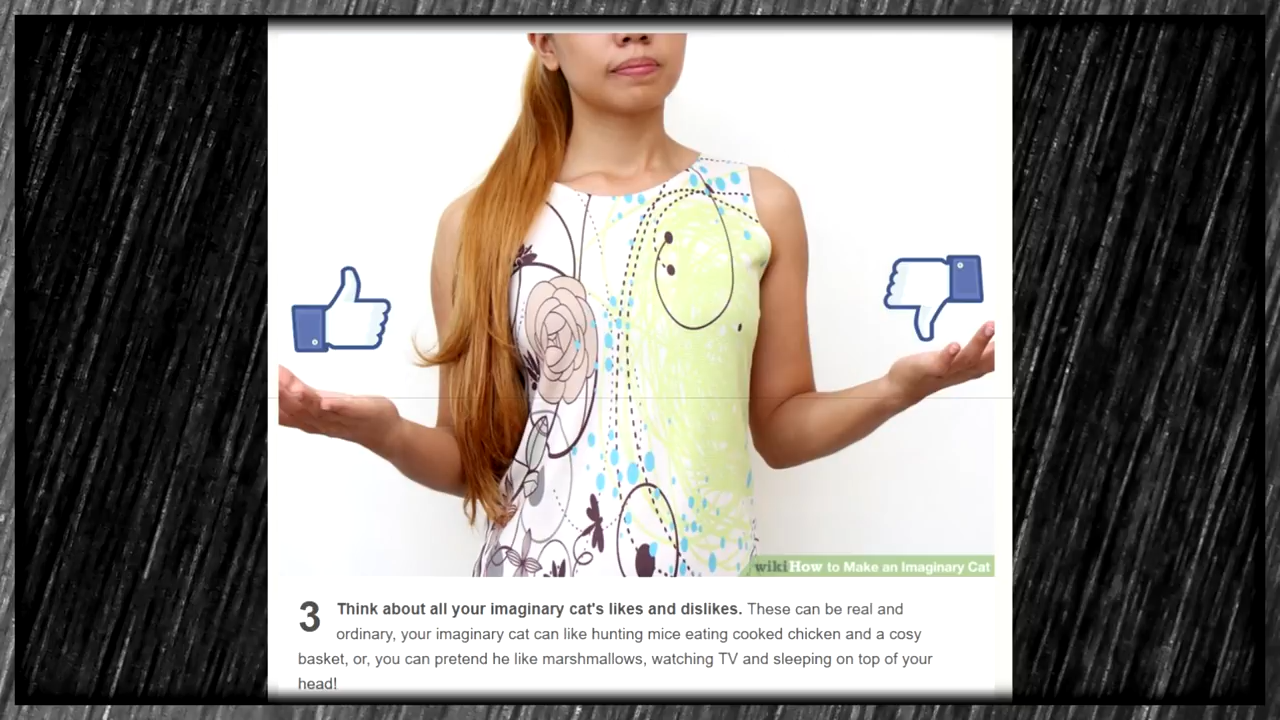 wikiHow to Make an Imaginary Cat
3 Think about all your imaginary cat's likes and dislikes. These can be real and
ordinary, your imaginary cat can like hunting mice eating cooked chicken and a cosy
basket, or, you can pretend he like marshmallows, watching TV and sleeping on top of your
head!